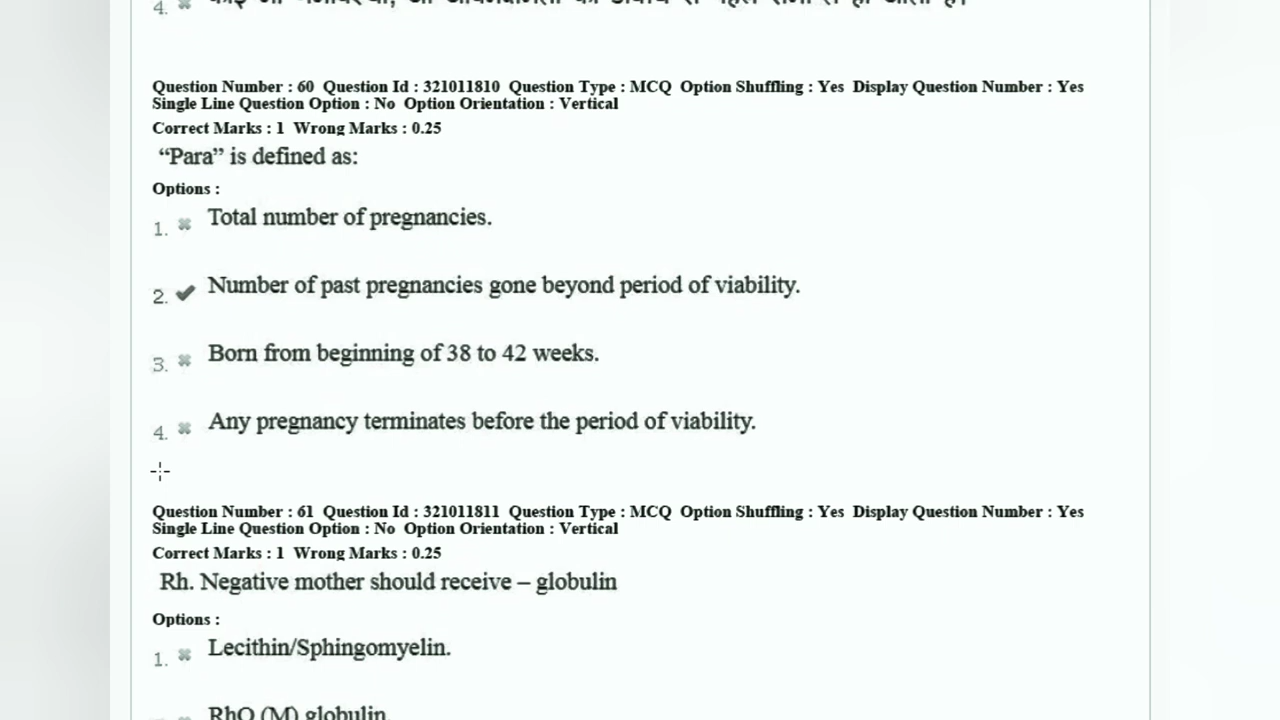 4.
Question Number : 60 Question Id : 321011810 Question Type : MCQ Option Shuffling : Yes Display Question Number : Yes
Single Line Question Option : No Option Orientation : Vertical
Correct Marks : 1 Wrong Marks : 0.25
“Para” is defined as:
Options :
1. Total number of pregnancies.
2. Number of past pregnancies gone beyond period of viability.
3. Born from beginning of 38 to 42 weeks.
4. Any pregnancy terminates before the period of viability.
Question Number : 61 Question Id : 321011811 Question Type : MCQ Option Shuffling : Yes Display Question Number : Yes
Single Line Question Option : No Option Orientation : Vertical
Correct Marks : 1 Wrong Marks : 0.25
Rh. Negative mother should receive – globulin
Options :
1. Lecithin/Sphingomyelin.
RhO (M) globulin.